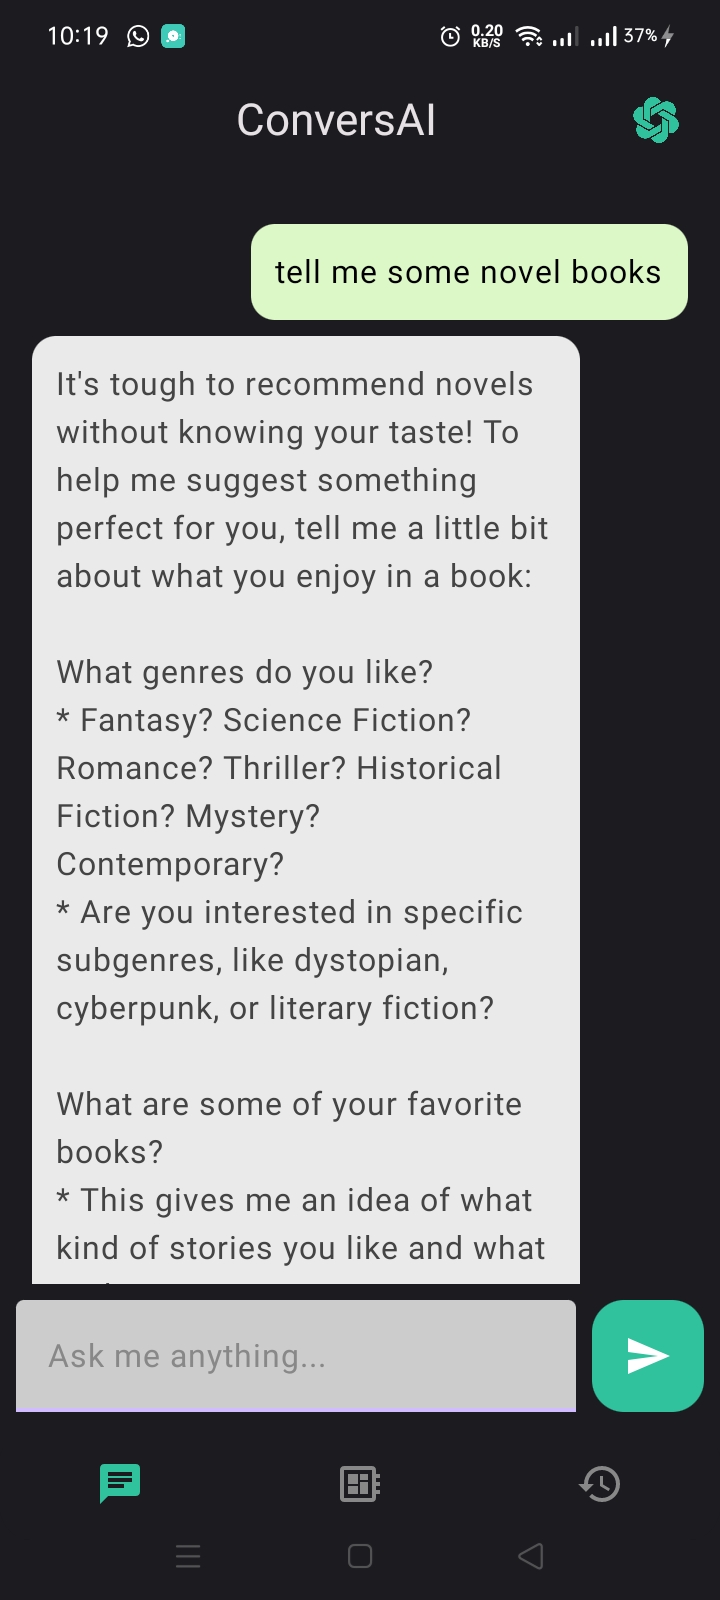 10:19
0.20
KB/S
37%
ConversAI
tell me some novel books
It's tough to recommend novels
without knowing your taste! To
help me suggest something
perfect for you, tell me a little bit
about what you enjoy in a book:
What genres do you like?
* Fantasy? Science Fiction?
Romance? Thriller? Historical
Fiction? Mystery?
Contemporary?
* Are you interested in specific
subgenres, like dystopian,
cyberpunk, or literary fiction?
What are some of your favorite
books?
* This gives me an idea of what
kind of stories you like and what
Ask me anything...